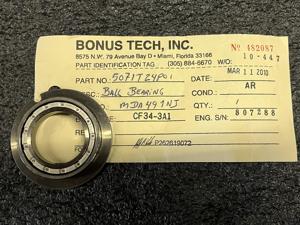 BONUS TECH, INC.
8575 N.W. 79 Avenue Bay D • Miami, Florida 33166
PART IDENTIFICATION TAG (305) 884-6670
Nº 482087
10-447
PART NO.: 5071T24P01
DATE: MAR 11 2010
DESC.: BALL BEARING
COND.: AR
MDA497NJ
QTY.: 1
ENGINE: CF34-3A1
ENG. S/N: 807288
P262619072